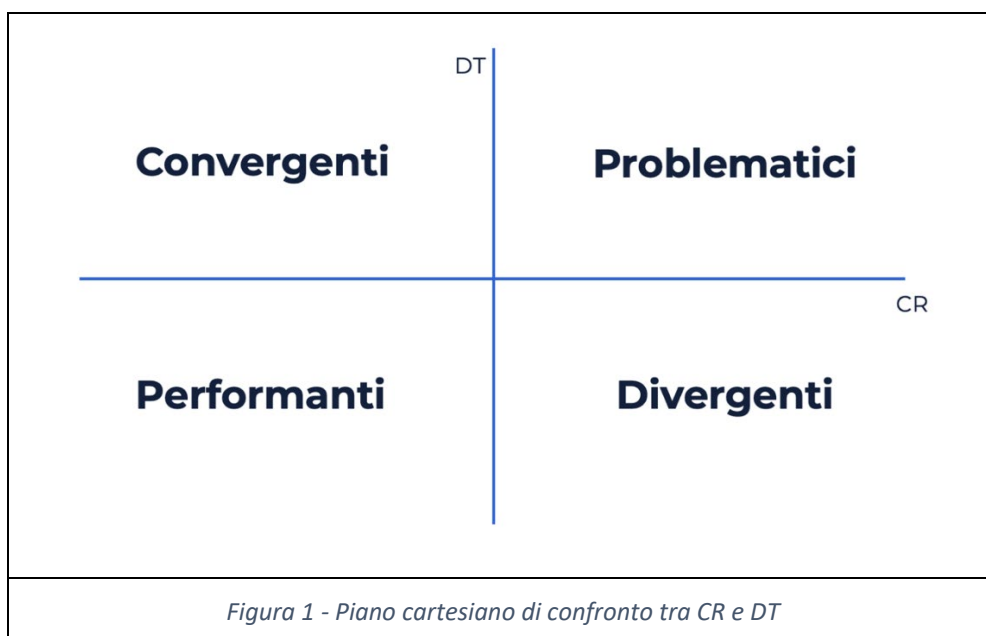 DT
Convergenti
Problematici
CR
Performanti
Divergenti
Figura 1 - Piano cartesiano di confronto tra CR e DT